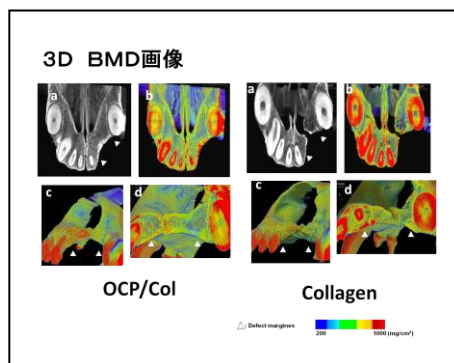 3D BMD画像
a b a b
c d c d
OCP/Col Collagen
△: Defect margines
200 1000 (mg/cm³)